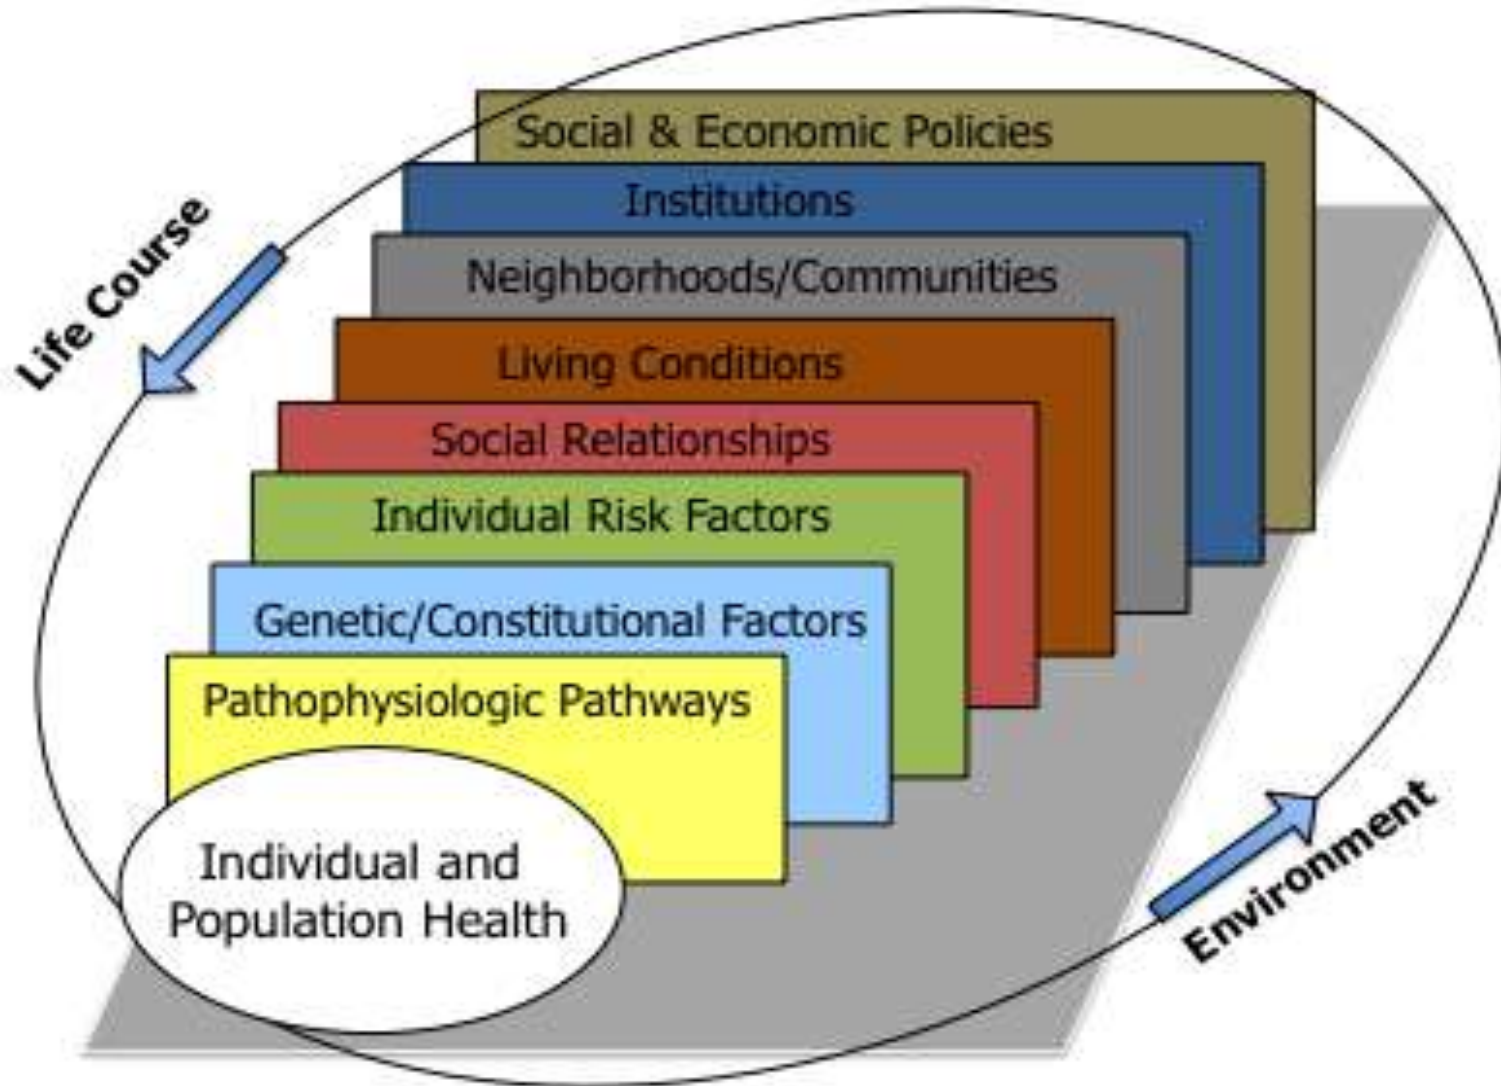 Social & Economic Policies
Institutions
Neighborhoods/Communities
Living Conditions
Social Relationships
Individual Risk Factors
Genetic/Constitutional Factors
Pathophysiologic Pathways
Individual and
Population Health
Life Course
Environment